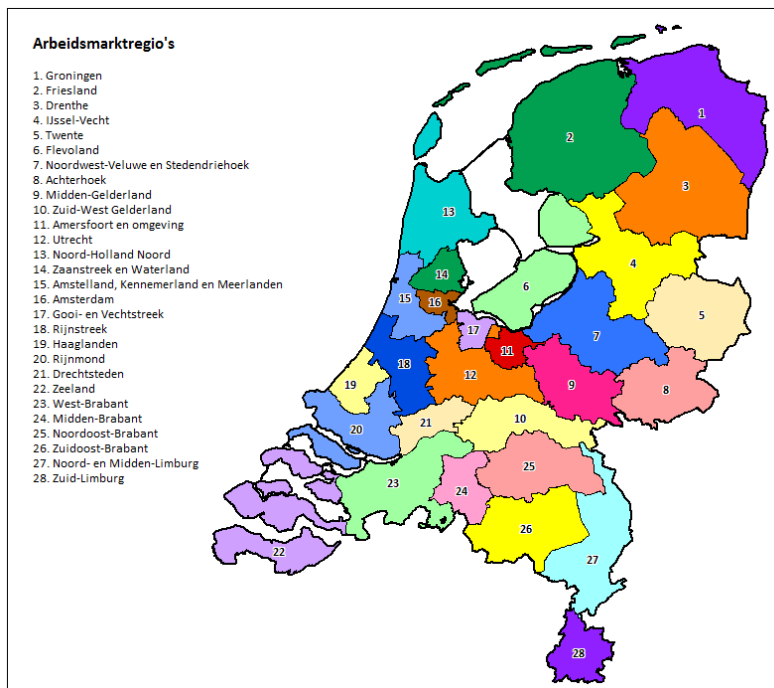 Arbeidsmarktregio's
1. Groningen
2. Friesland
3. Drenthe
4. IJssel-Vecht
5. Twente
6. Flevoland
7. Noordwest-Veluwe en Stedendriehoek
8. Achterhoek
9. Midden-Gelderland
10. Zuid-West Gelderland
11. Amersfoort en omgeving
12. Utrecht
13. Noord-Holland Noord
14. Zaanstreek en Waterland
15. Amstelland, Kennemerland en Meerlanden
16. Amsterdam
17. Gooi- en Vechtstreek
18. Rijnstreek
19. Haaglanden
20. Rijnmond
21. Drechtsteden
22. Zeeland
23. West-Brabant
24. Midden-Brabant
25. Noordoost-Brabant
26. Zuidoost-Brabant
27. Noord- en Midden-Limburg
28. Zuid-Limburg
1
2
3
13
4
14
6
15
16
5
17
7
11
18
12
19
9
8
10
21
20
25
24
23
26
22
27
28